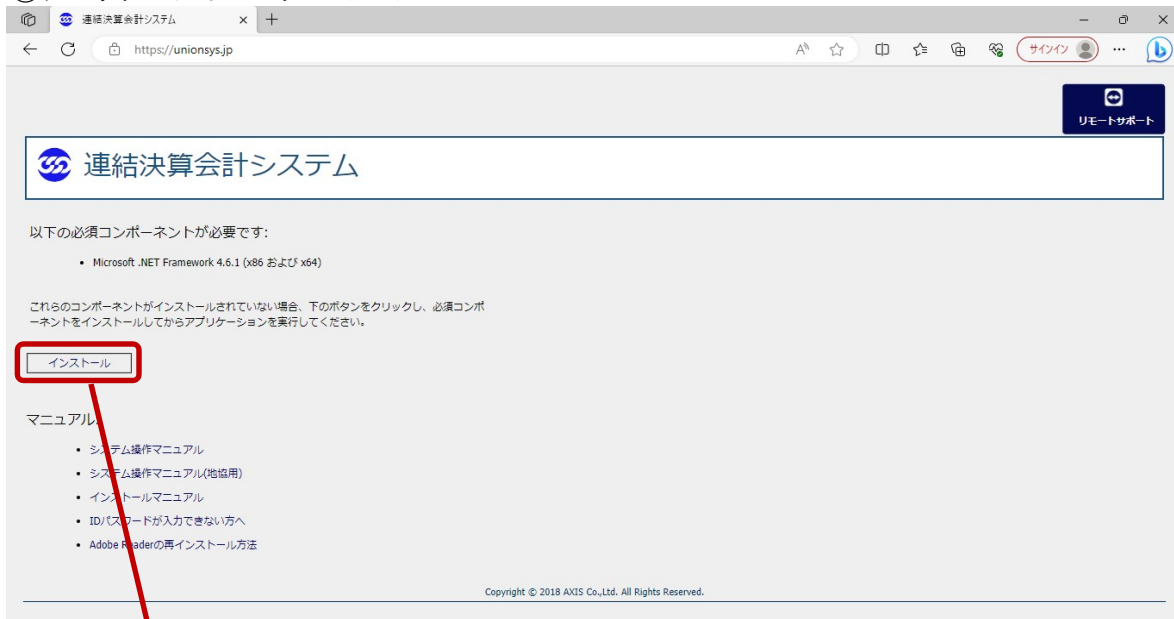 連結決算会計システム
https://unionsys.jp
サインイン
リモートサポート
連結決算会計システム
以下の必須コンポーネントが必要です:
• Microsoft .NET Framework 4.6.1 (x86 および x64)
これらのコンポーネントがインストールされていない場合、下のボタンをクリックし、必須コンポ
ーネントをインストールしてからアプリケーションを実行してください。
インストール
マニュアル:
• システム操作マニュアル
• システム操作マニュアル(地協用)
• インストールマニュアル
• IDパスワードが入力できない方へ
• Adobe Readerの再インストール方法
Copyright © 2018 AXIS Co.,Ltd. All Rights Reserved.